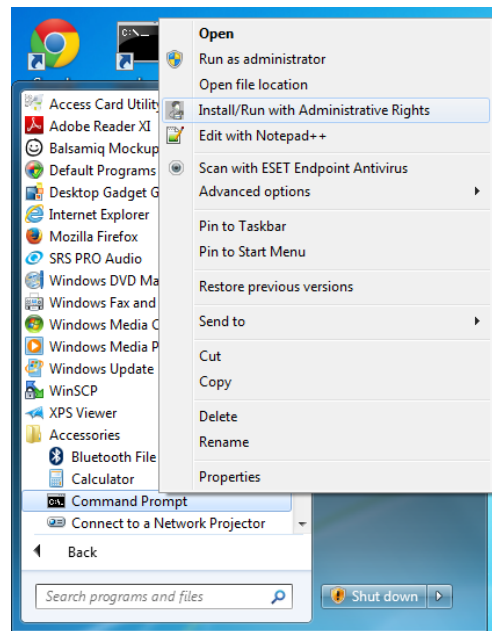 C:\_
Open
Run as administrator
Open file location
Install/Run with Administrative Rights
Edit with Notepad++
Scan with ESET Endpoint Antivirus
Advanced options
Pin to Taskbar
Pin to Start Menu
Restore previous versions
Send to
Cut
Copy
Delete
Rename
Properties
Access Card Utility
Adobe Reader XI
Balsamiq Mockup
Default Programs
Desktop Gadget G
Internet Explorer
Mozilla Firefox
SRS PRO Audio
Windows DVD Ma
Windows Fax and
Windows Media C
Windows Media P
Windows Update
WinSCP
XPS Viewer
Accessories
Bluetooth File
Calculator
Command Prompt
Connect to a Network Projector
Back
Search programs and files
Shut down